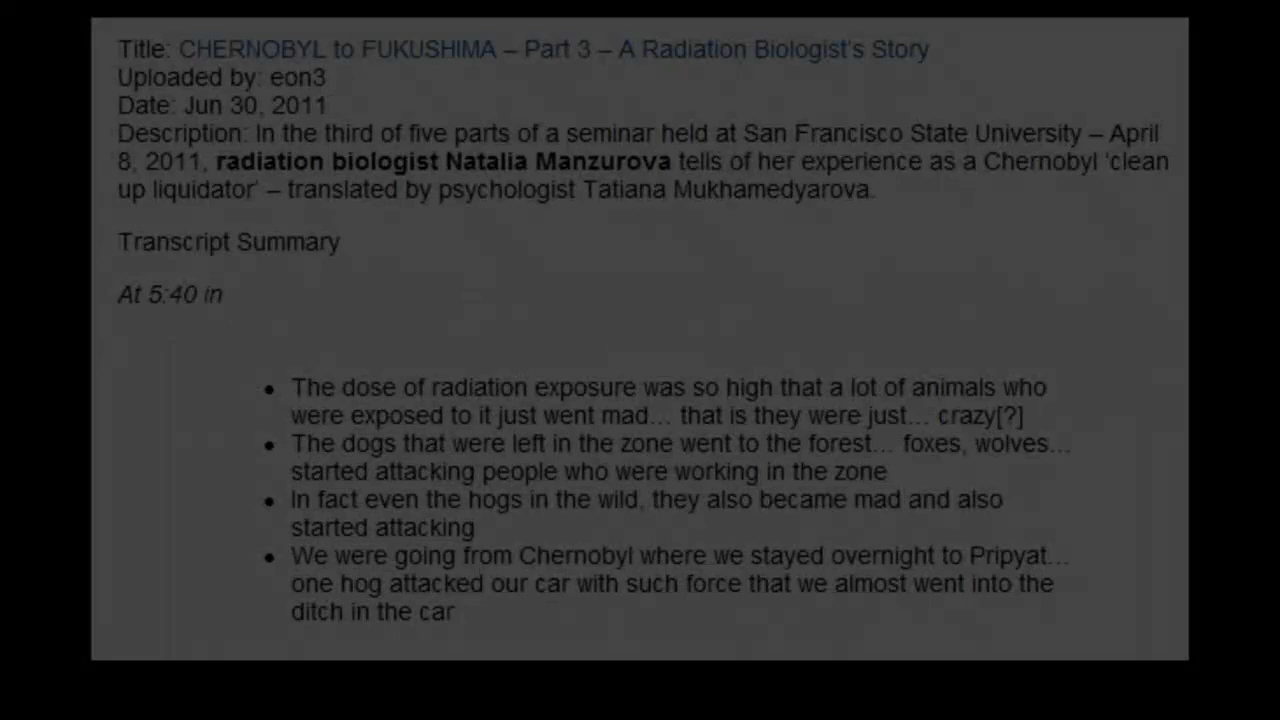 Title: CHERNOBYL to FUKUSHIMA – Part 3 – A Radiation Biologist's Story
Uploaded by: eon3
Date: Jun 30, 2011
Description: In the third of five parts of a seminar held at San Francisco State University – April
8, 2011, radiation biologist Natalia Manzurova tells of her experience as a Chernobyl 'clean
up liquidator' – translated by psychologist Tatiana Mukhamedyarova.
Transcript Summary
At 5:40 in
• The dose of radiation exposure was so high that a lot of animals who
were exposed to it just went mad… that is they were just… crazy[?]
• The dogs that were left in the zone went to the forest… foxes, wolves…
started attacking people who were working in the zone
• In fact even the hogs in the wild, they also became mad and also
started attacking
• We were going from Chernobyl where we stayed overnight to Pripyat…
one hog attacked our car with such force that we almost went into the
ditch in the car